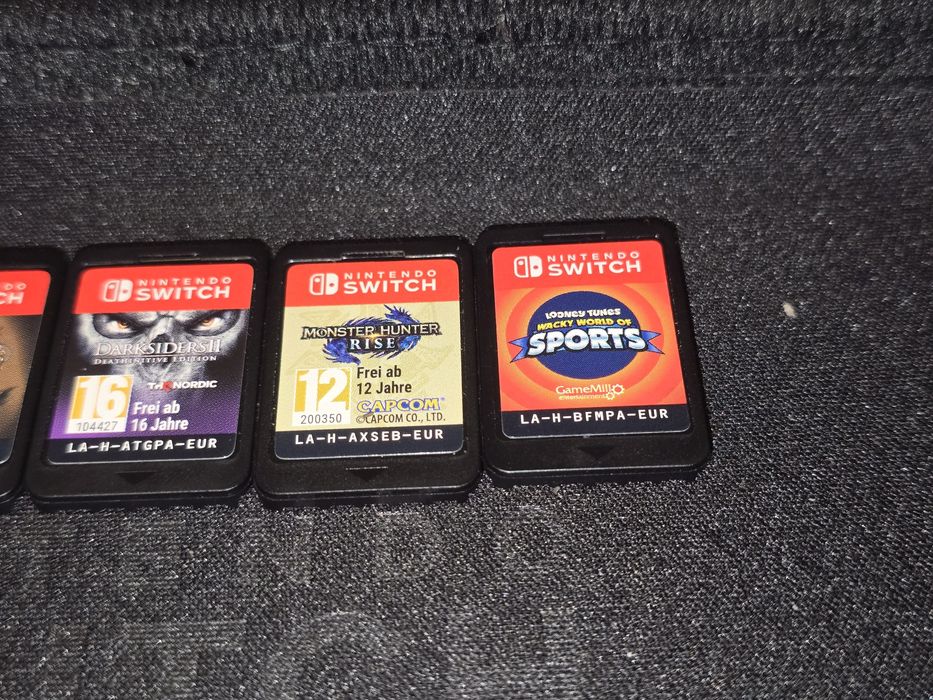 CH
NINTENDO
SWITCH
DARKSIDERS II
DEATHINITIVE EDITION
16
104427
THQ NORDIC
Frei ab
16 Jahre
LA-H-ATGPA-EUR
NINTENDO
SWITCH
MONSTER HUNTER
RISE
12
200350
Frei ab
12 Jahre
CAPCOM
©CAPCOM CO., LTD.
LA-H-AXSEB-EUR
NINTENDO
SWITCH
LOONEY TUNES
WACKY WORLD OF
SPORTS
GameMill
entertainment
LA-H-BFMPA-EUR